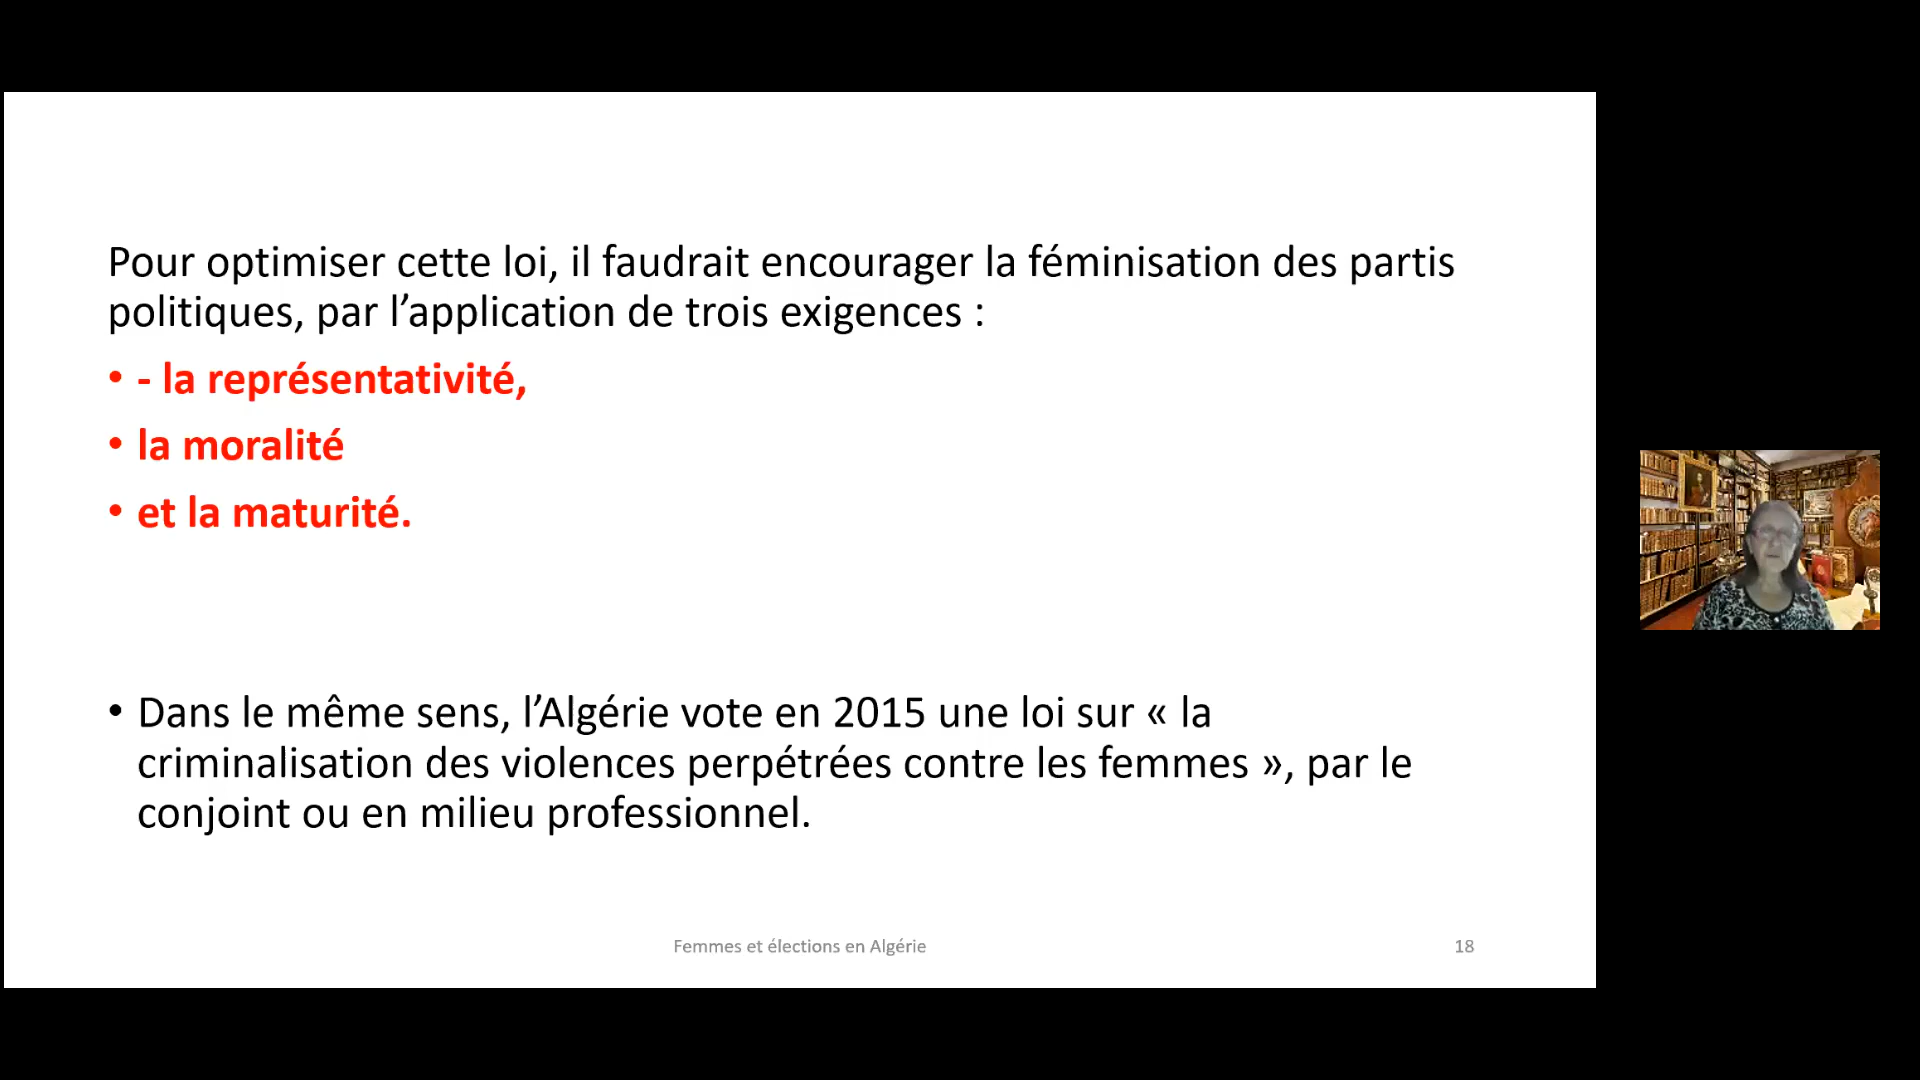 Pour optimiser cette loi, il faudrait encourager la féminisation des partis
politiques, par l’application de trois exigences :
• - la représentativité,
• la moralité
• et la maturité.
• Dans le même sens, l’Algérie vote en 2015 une loi sur « la
criminalisation des violences perpétrées contre les femmes », par le
conjoint ou en milieu professionnel.
Femmes et élections en Algérie
18